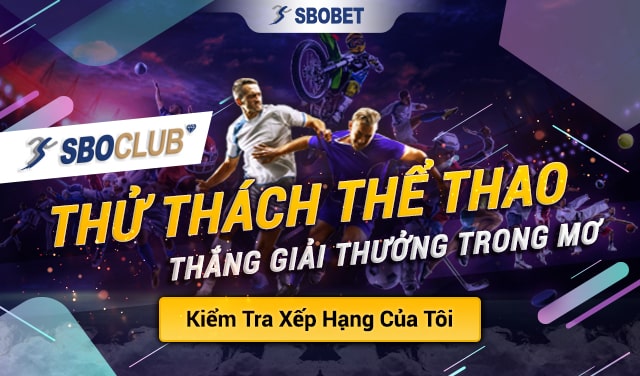 SBOBET
SBOCLUB
THỬ THÁCH THỂ THAO
THẮNG GIẢI THƯỞNG TRONG MƠ
Kiểm Tra Xếp Hạng Của Tôi